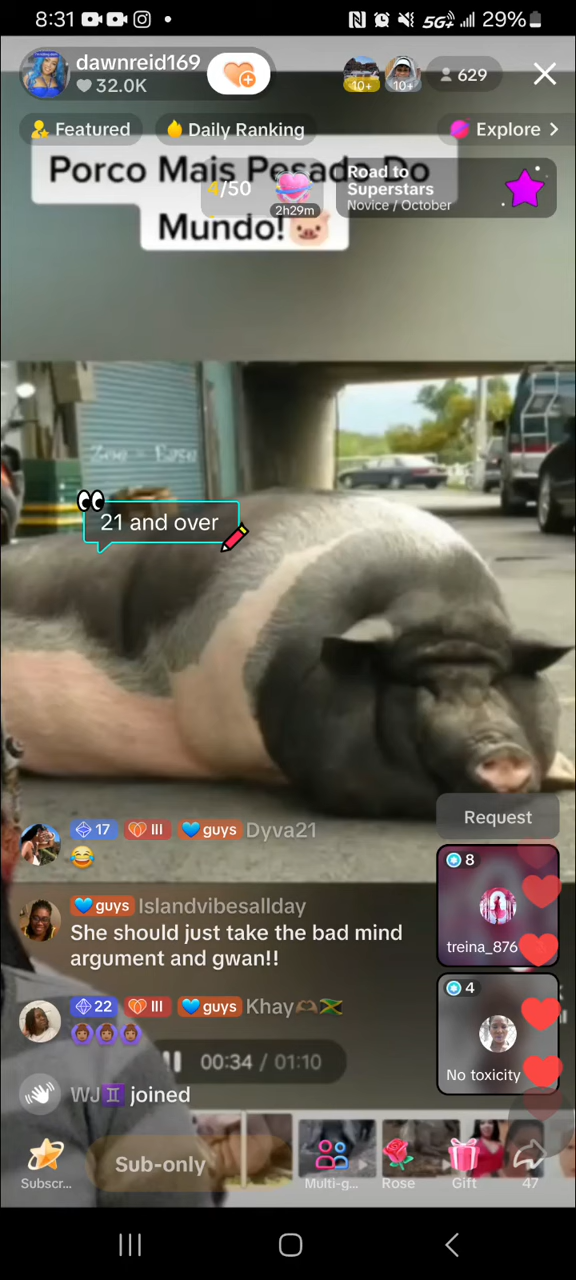 8:31
5G+
29%
dawnreid169
32.0K
10+
10+
629
Featured
Daily Ranking
Explore
Porco Mais Pesado Do
Mundo!
4/50
2h29m
Road to
Superstars
Novice / October
21 and over
17 III guys Dyva21
guys Islandvibesallday
She should just take the bad mind
argument and gwan!!
22 III guys Khay
00:34 / 01:10
WJ joined
Request
8
treina_876
4
No toxicity
Subscr...
Sub-only
Multi-g...
Rose
Gift
47